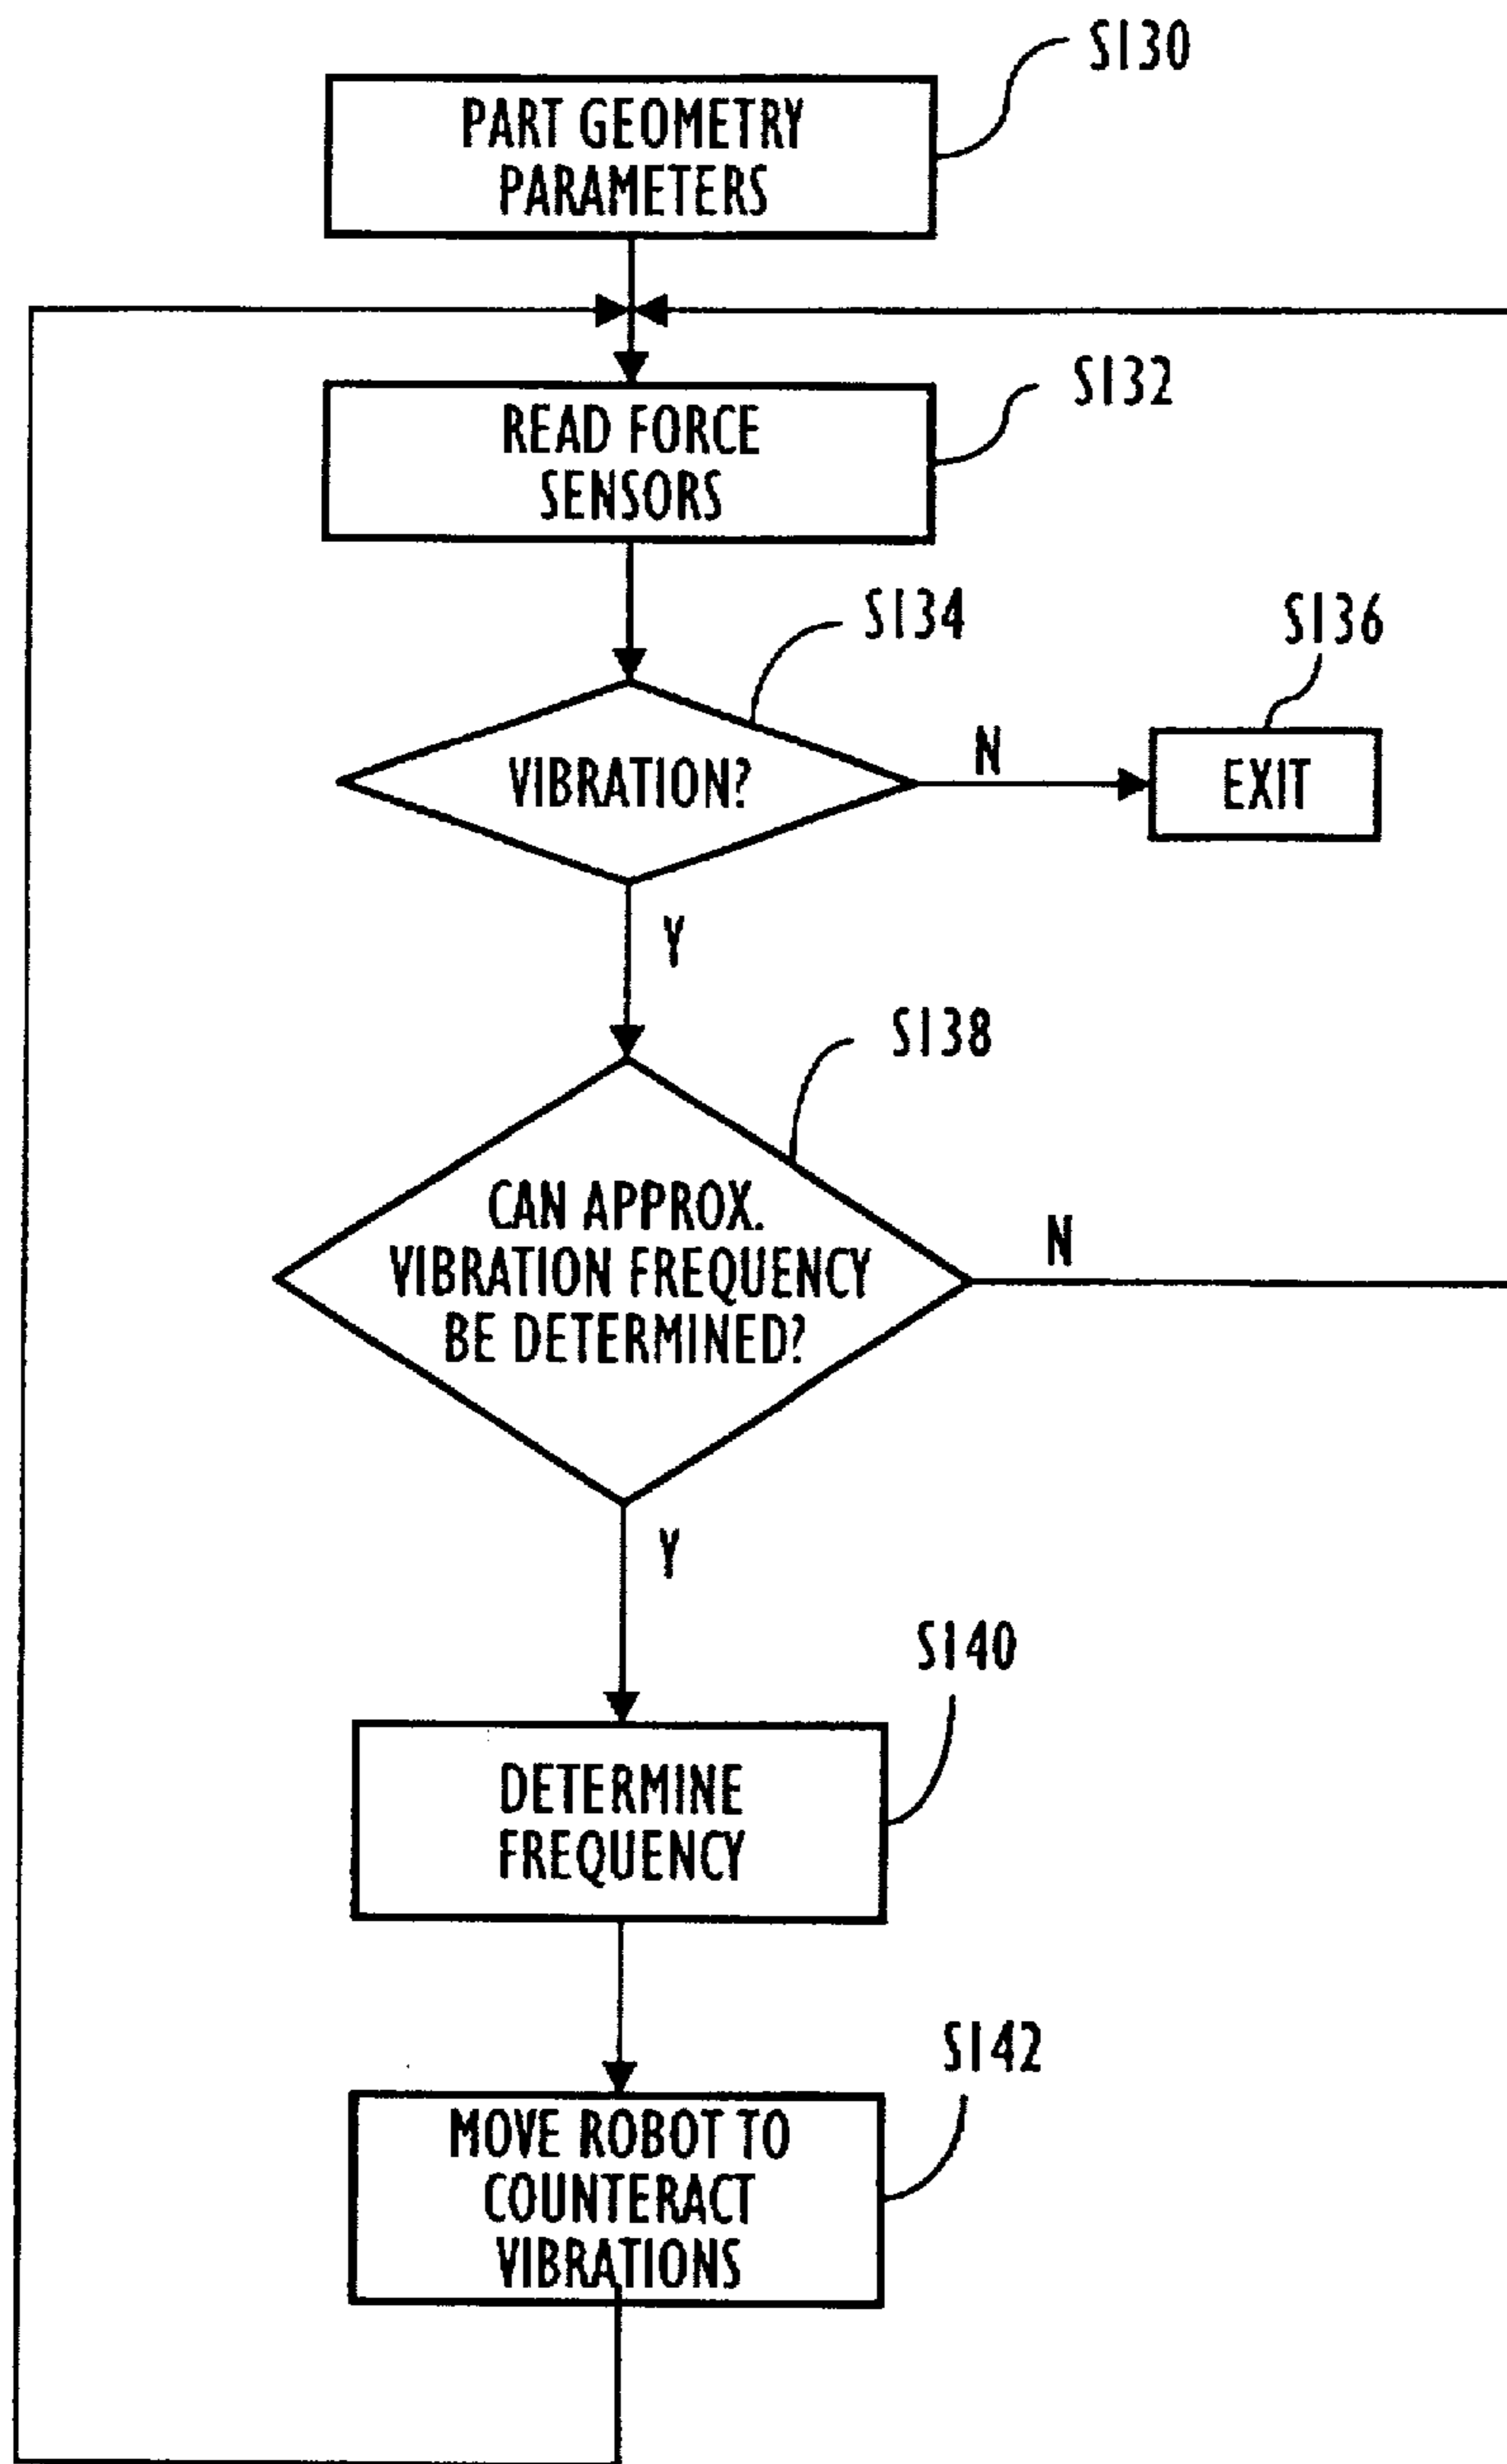 S130
PART GEOMETRY
PARAMETERS
S132
READ FORCE
SENSORS
S134
S136
VIBRATION?
N
EXIT
Y
S138
CAN APPROX.
VIBRATION FREQUENCY
BE DETERMINED?
N
Y
S140
DETERMINE
FREQUENCY
S142
MOVE ROBOT TO
COUNTERACT
VIBRATIONS